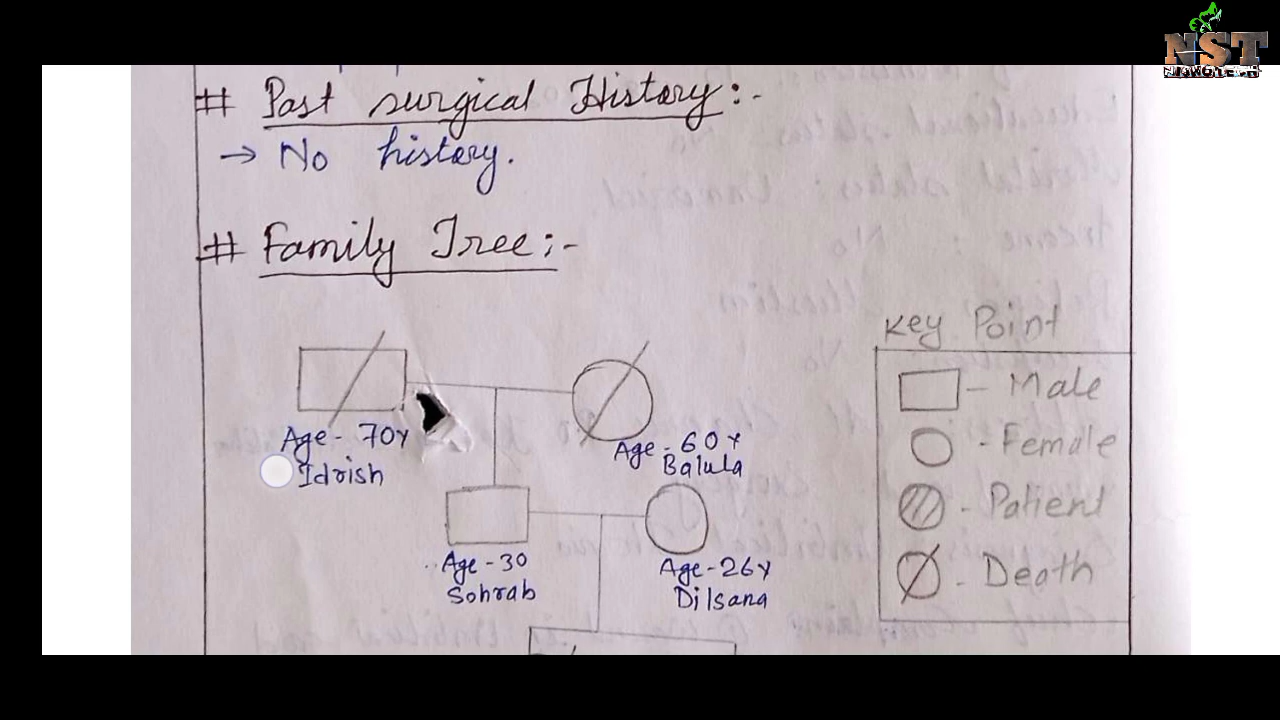 NST
# Past surgical History:-
→ No history.
# Family Tree:-
Key Point
- Male
- Female
- Patient
- Death
Age - 70Y
Idrish
Age - 60Y
Balula
Age - 30
Sohrab
Age - 26Y
Dilsana